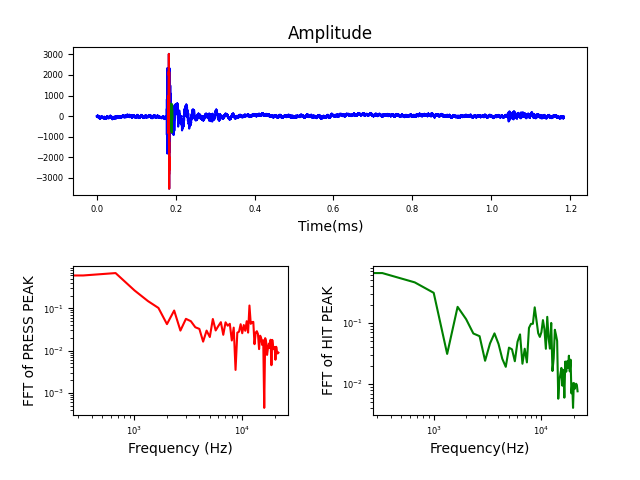 Amplitude
3000
2000
1000
0
−1000
−2000
−3000
0.0 0.2 0.4 0.6 0.8 1.0 1.2
Time(ms)
FFT of PRESS PEAK
10⁻¹
10⁻²
10⁻³
10³ 10⁴
Frequency (Hz)
FFT of HIT PEAK
10⁻¹
10⁻²
10³ 10⁴
Frequency(Hz)